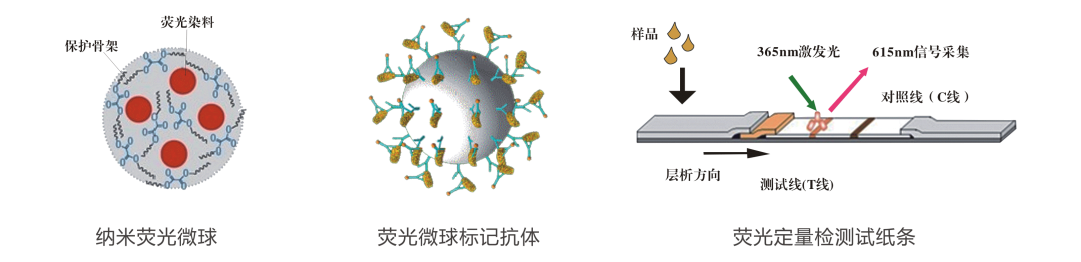 荧光染料
保护骨架
纳米荧光微球
荧光微球标记抗体
样品
365nm激发光
615nm信号采集
对照线（C线）
层析方向
测试线(T线)
荧光定量检测试纸条